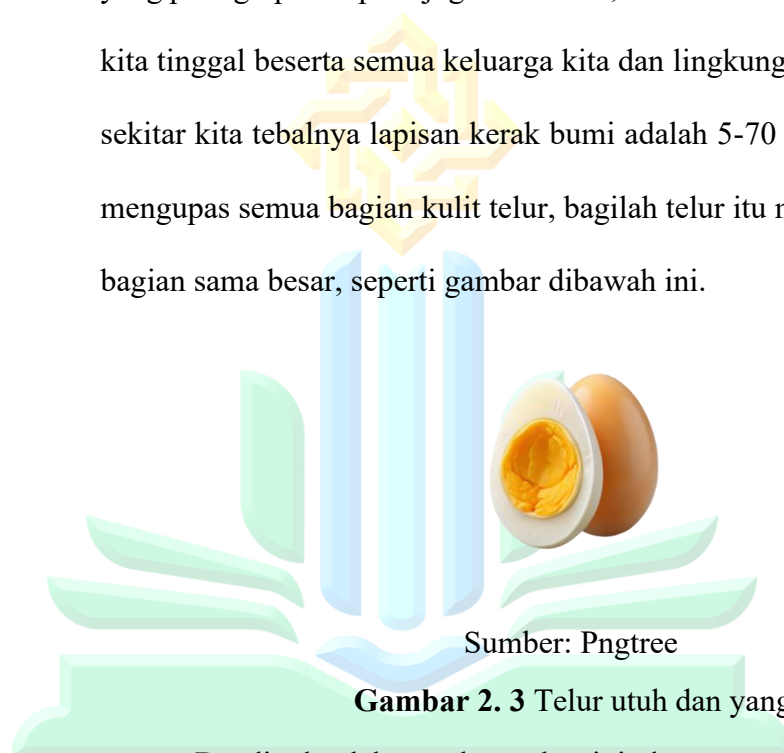 kita tinggal beserta semua keluarga kita dan
sekitar kita tebalnya lapisan kerak bumi adalah 5-70
mengupas semua bagian kulit telur, bagilah telur itu
bagian sama besar, seperti gambar dibawah ini.
Sumber: Pngtree
Gambar 2. 3 Telur utuh dan yang